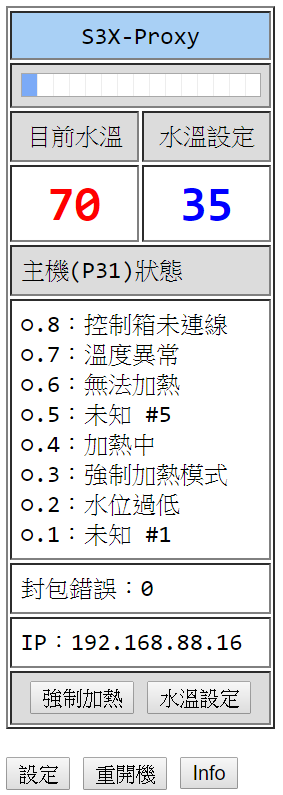 S3X-Proxy
目前水溫 水溫設定
70 35
主機(P31)狀態
○.8：控制箱未連線
○.7：溫度異常
○.6：無法加熱
○.5：未知 #5
○.4：加熱中
○.3：強制加熱模式
○.2：水位過低
○.1：未知 #1
封包錯誤：0
IP：192.168.88.16
強制加熱 水溫設定
設定 重開機 Info